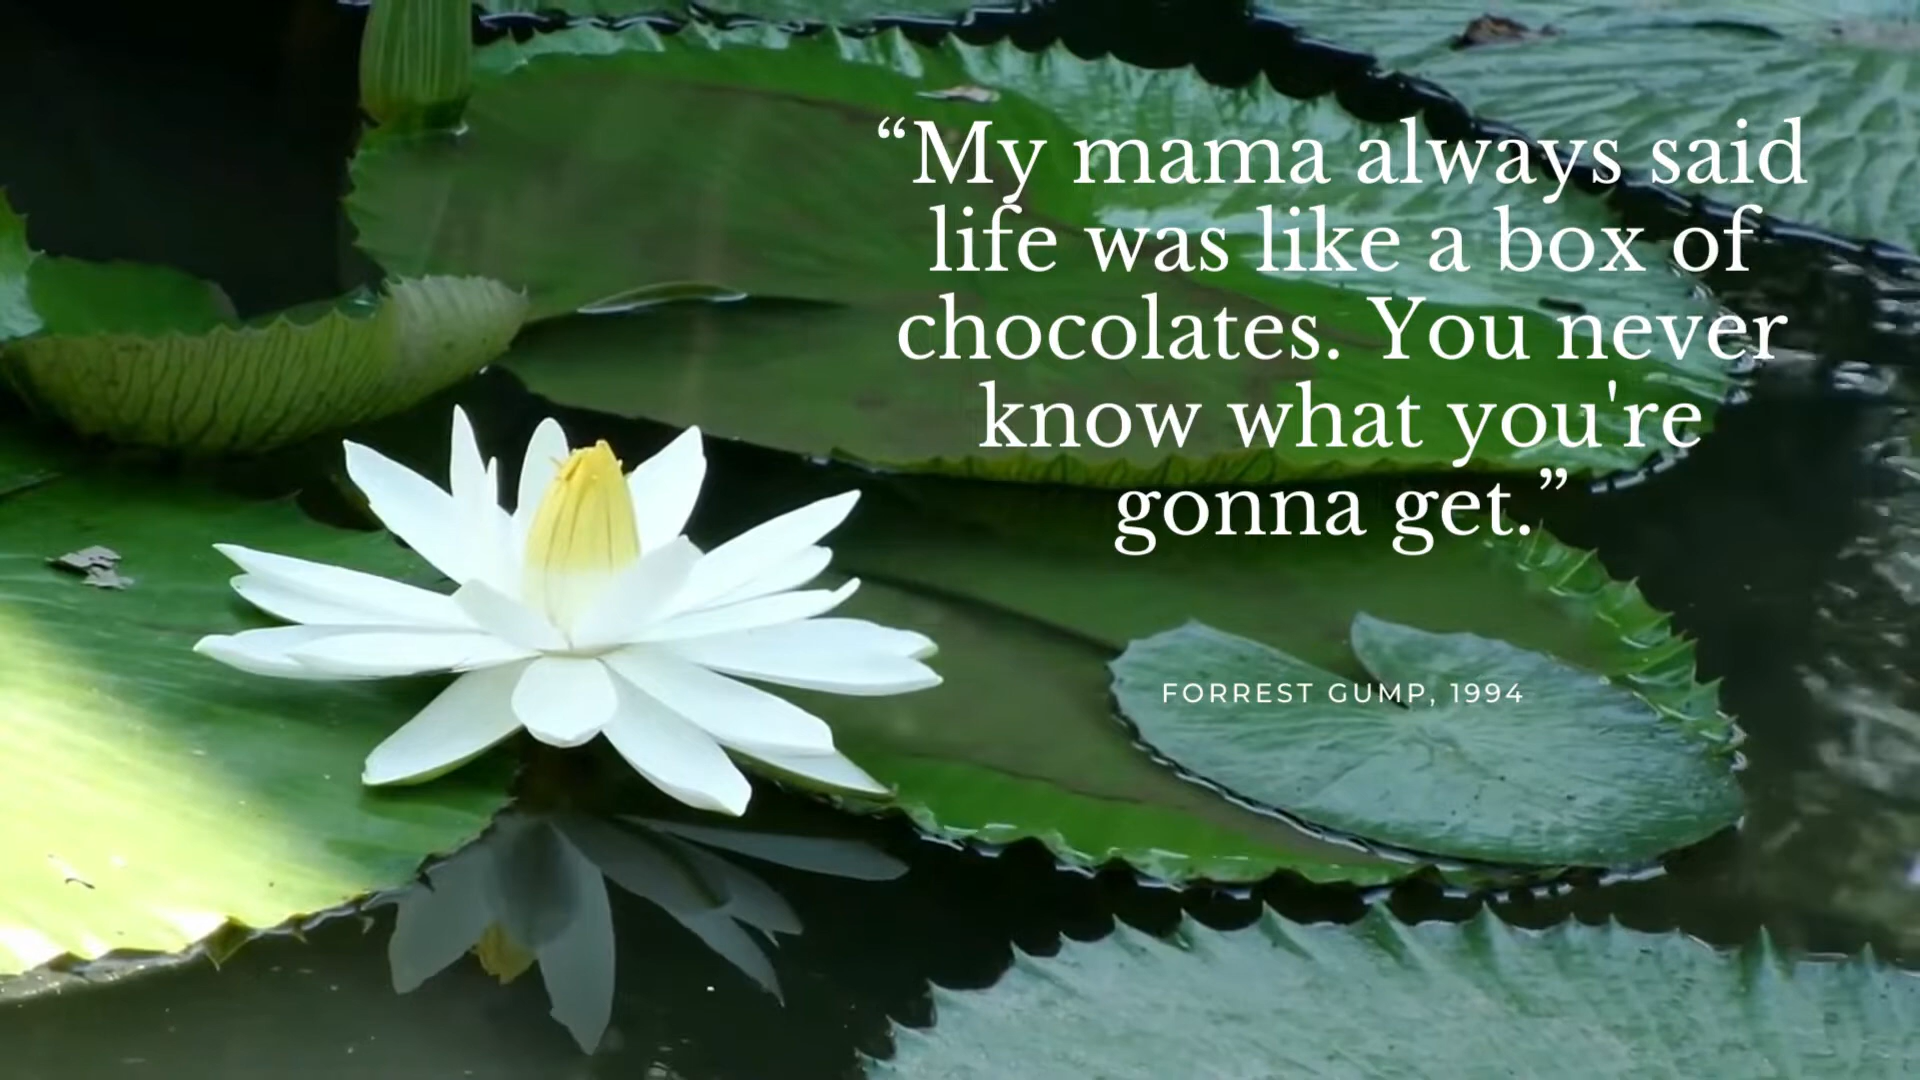 “My mama always said
life was like a box of
chocolates. You never
know what you're
gonna get.”
FORREST GUMP, 1994